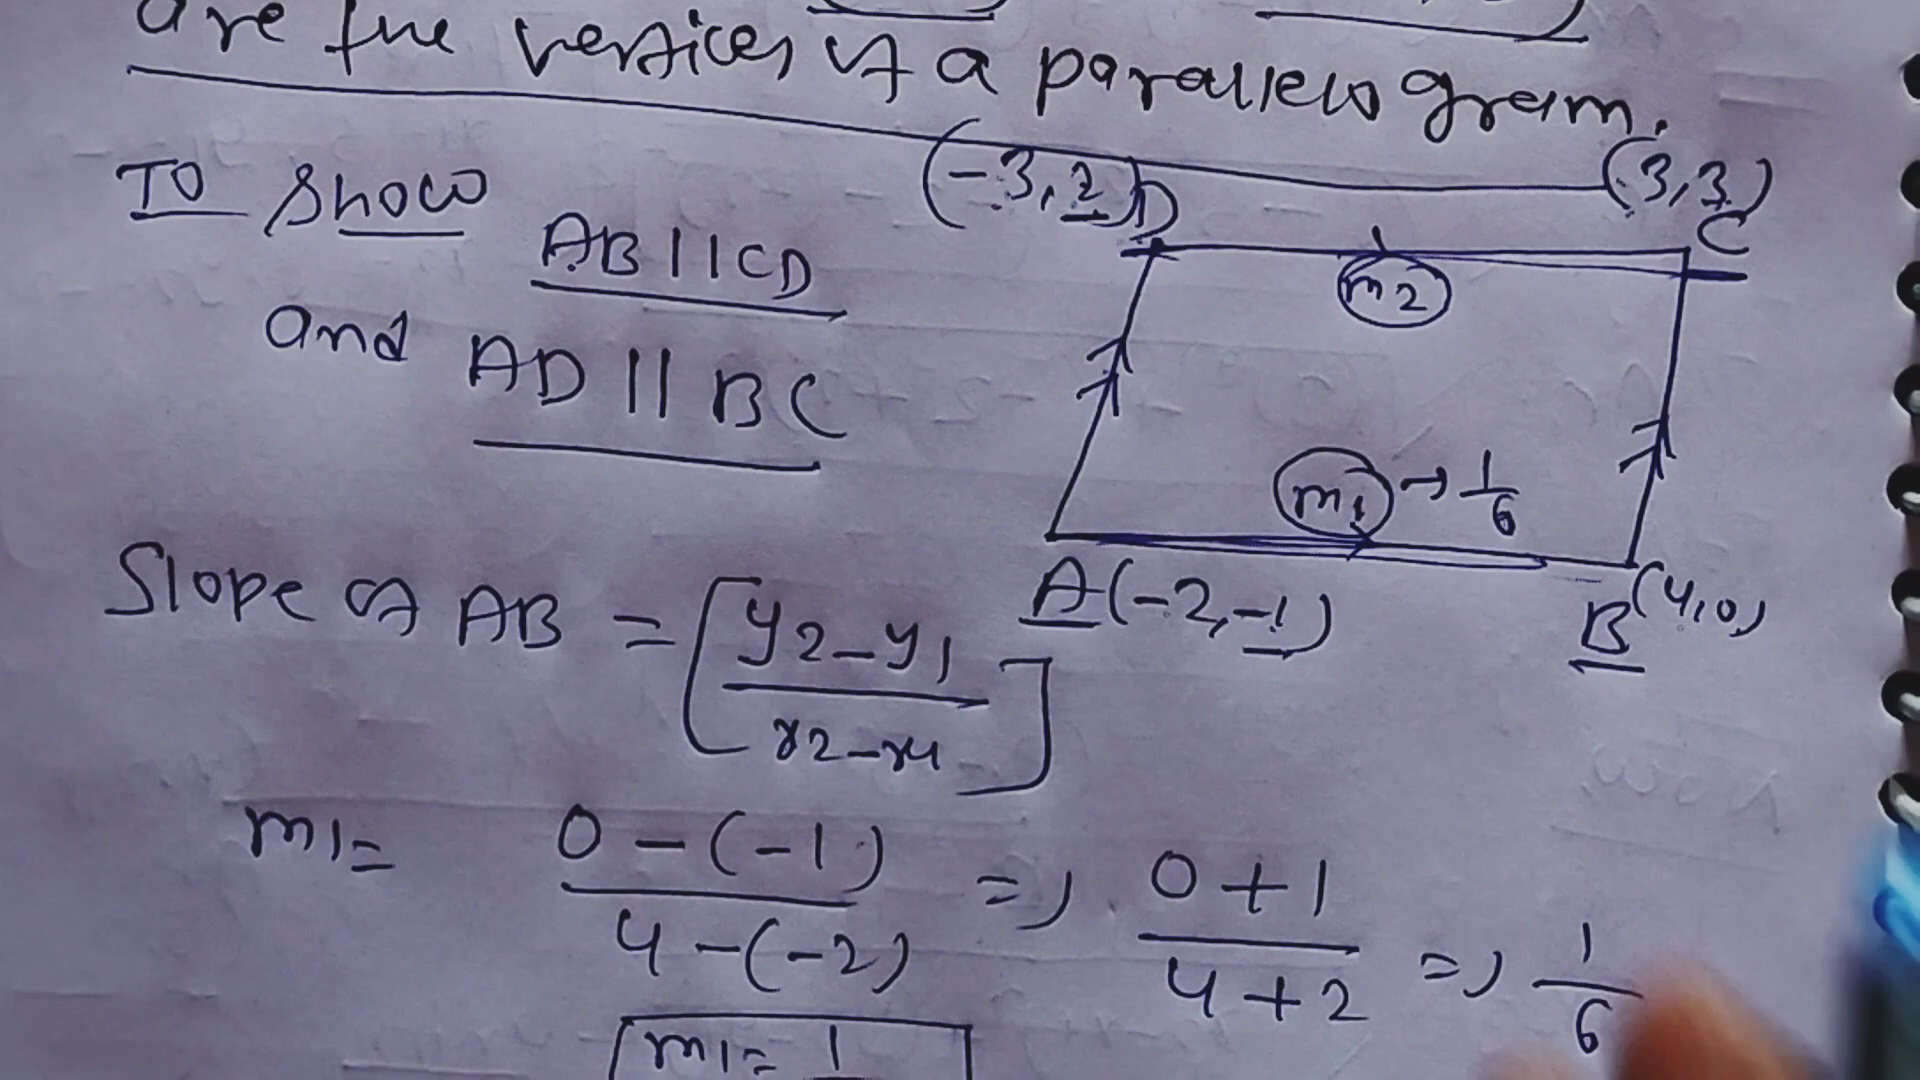 are the vertices of a parallelogram.
To Show
AB || CD
and AD || BC
(-3, 2) D
(3, 3)
C
m2
m1 → 1/6
A (-2, -1)
B (4, 0)
Slope of AB = [y2 - y1 / x2 - x1]
m1 = 0 - (-1) / 4 - (-2) => 0 + 1 / 4 + 2 => 1/6
m1 = 1